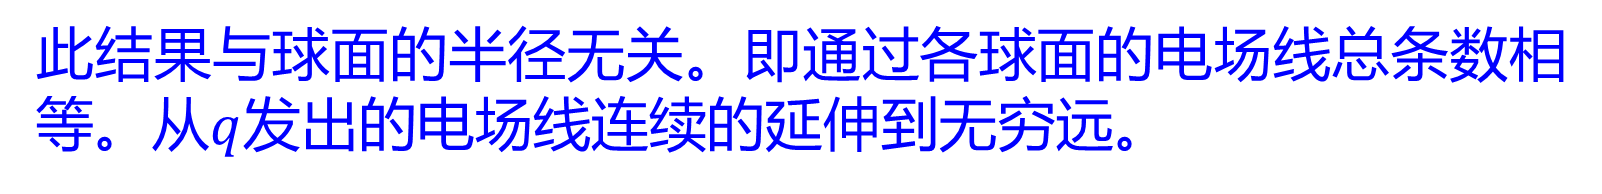 此结果与球面的半径无关。即通过各球面的电场线总条数相
等。从q发出的电场线连续的延伸到无穷远。